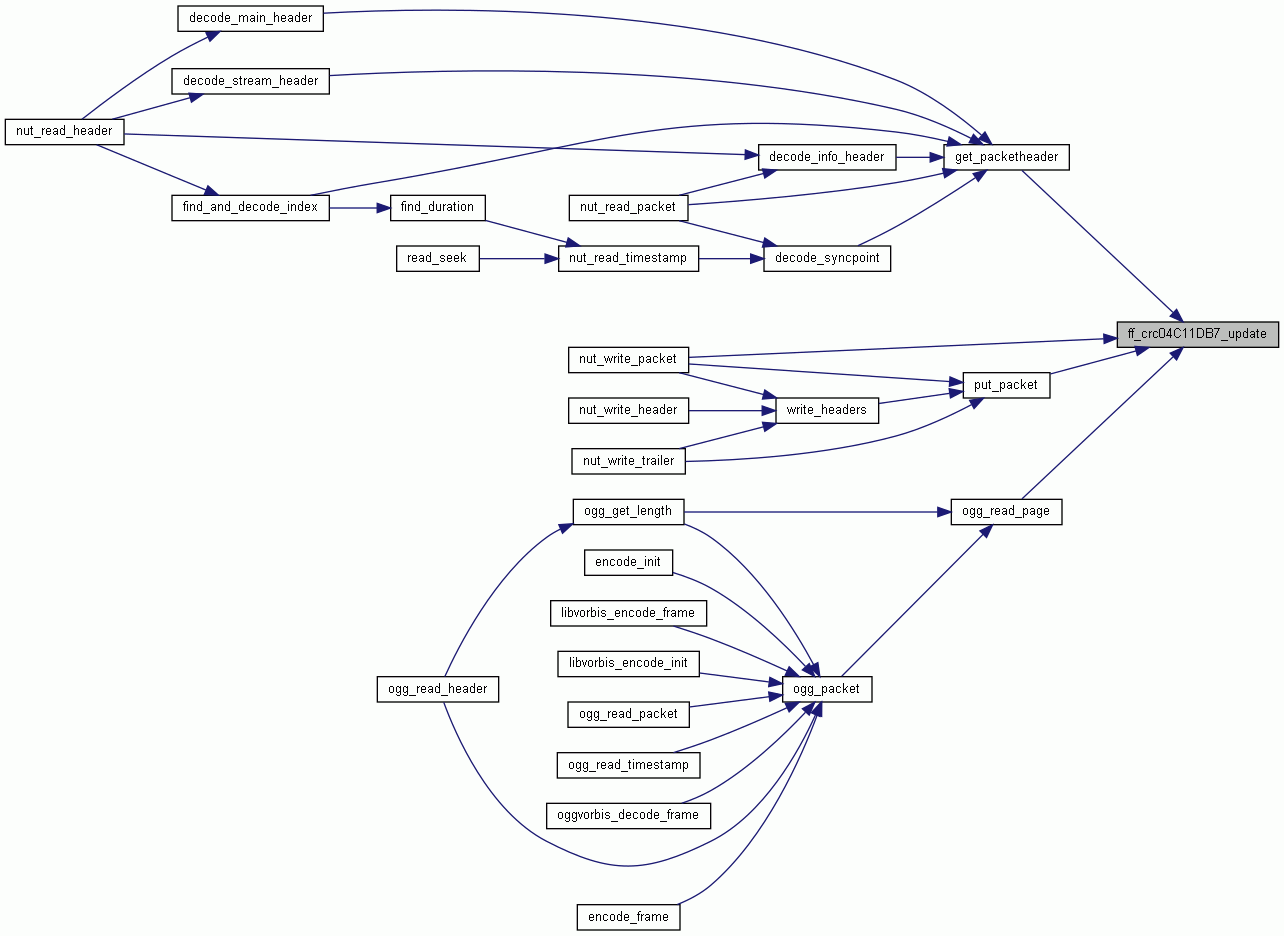 decode_main_header
decode_stream_header
nut_read_header
decode_info_header
get_packetheader
find_and_decode_index
find_duration
nut_read_packet
read_seek
nut_read_timestamp
decode_syncpoint
ff_crc04C11DB7_update
nut_write_packet
put_packet
nut_write_header
write_headers
nut_write_trailer
ogg_get_length
ogg_read_page
encode_init
libvorbis_encode_frame
libvorbis_encode_init
ogg_read_header
ogg_packet
ogg_read_packet
ogg_read_timestamp
oggvorbis_decode_frame
encode_frame